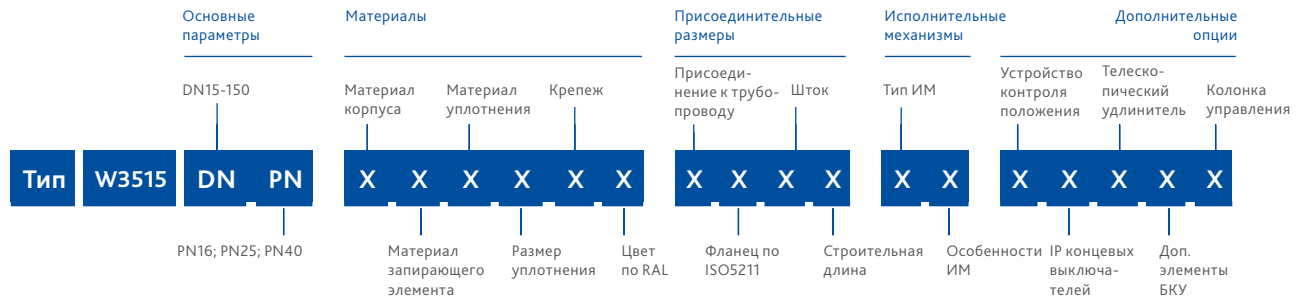 Основные
параметры
Материалы
Присоединительные
размеры
Исполнительные
механизмы
Дополнительные
опции
DN15-150
Материал
корпуса
Материал
уплотнения
Крепеж
Присоеди-
нение к трубо-
проводу
Шток
Тип ИМ
Устройство
контроля
положения
Телеско-
пический
удлинитель
Колонка
управления
Тип W3515 DN PN X X X X X X X X X X X X X X X X X
PN16; PN25; PN40
Материал
запирающего
элемента
Размер
уплотнения
Цвет
по RAL
Фланец по
ISO5211
Строительная
длина
Особенности
ИМ
IP концевых
выключа-
телей
Доп.
элементы
БКУ